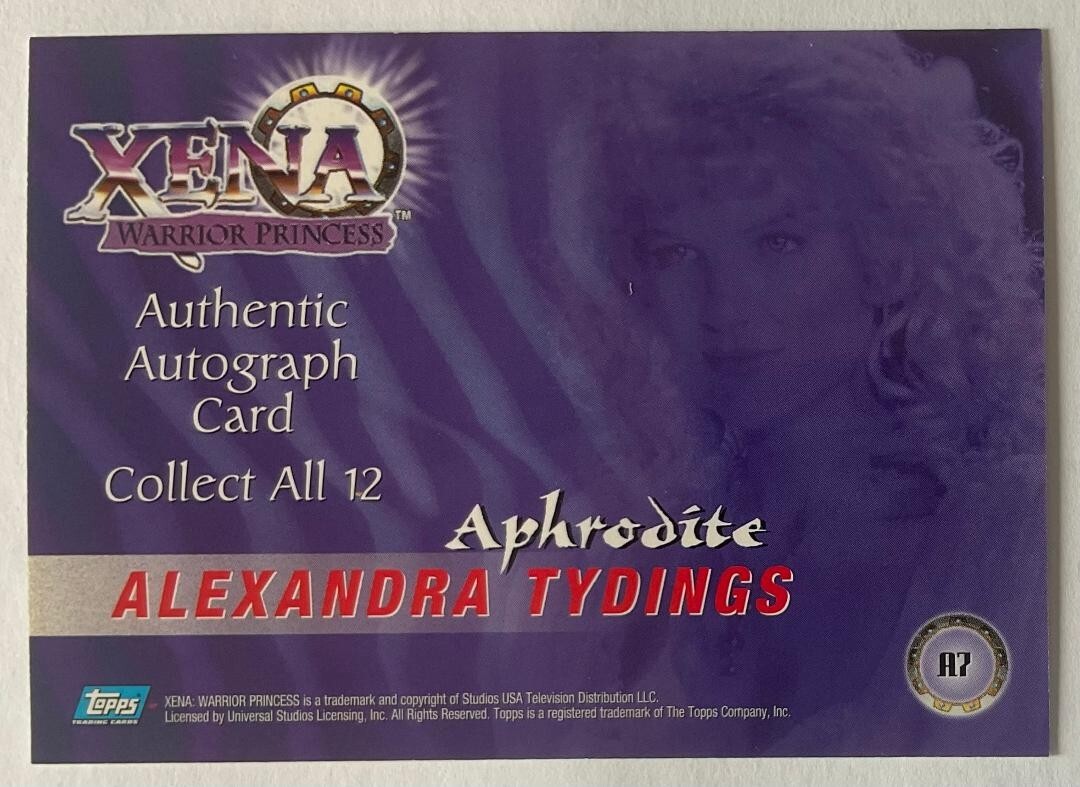 XENA
WARRIOR PRINCESS™
Authentic
Autograph
Card
Collect All 12
Aphrodite
ALEXANDRA TYDINGS
A7
topps
TRADING CARDS
XENA: WARRIOR PRINCESS is a trademark and copyright of Studios USA Television Distribution LLC.
Licensed by Universal Studios Licensing, Inc. All Rights Reserved. Topps is a registered trademark of The Topps Company, Inc.